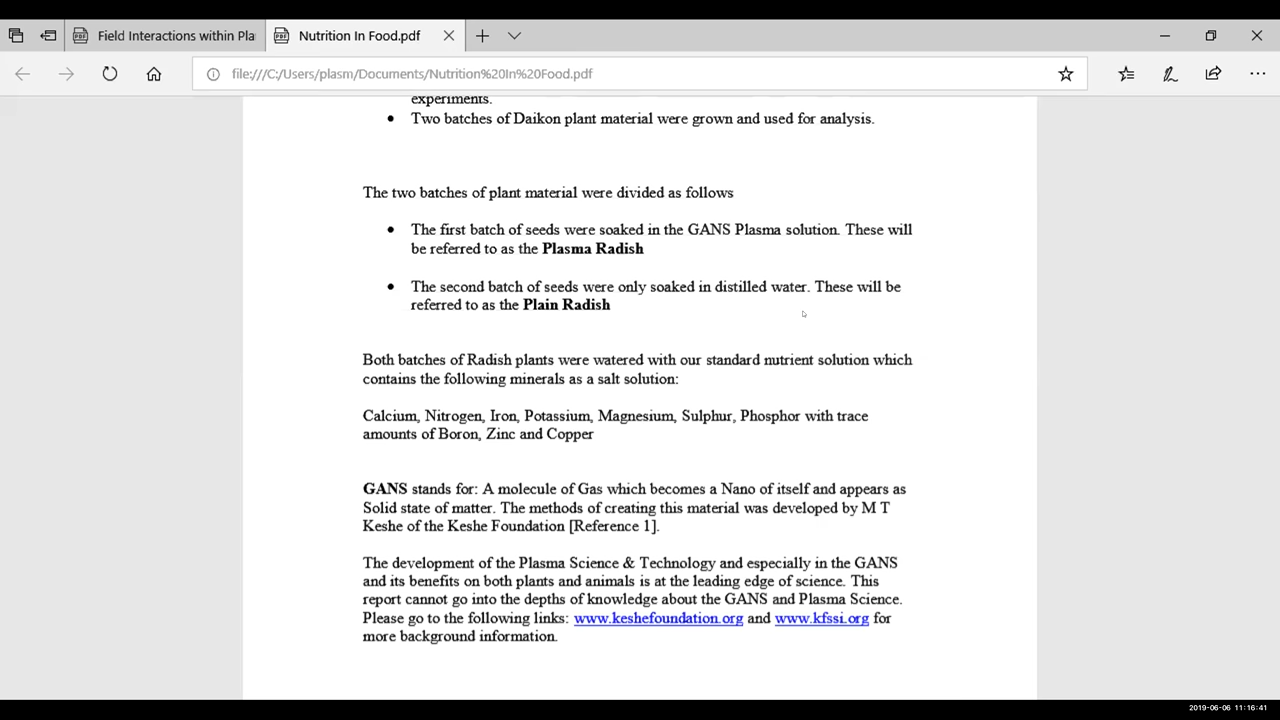 Field Interactions within Pla
Nutrition In Food.pdf
file:///C:/Users/plasm/Documents/Nutrition%20In%20Food.pdf
experiments.
• Two batches of Daikon plant material were grown and used for analysis.
The two batches of plant material were divided as follows
• The first batch of seeds were soaked in the GANS Plasma solution. These will
be referred to as the Plasma Radish
• The second batch of seeds were only soaked in distilled water. These will be
referred to as the Plain Radish
Both batches of Radish plants were watered with our standard nutrient solution which
contains the following minerals as a salt solution:
Calcium, Nitrogen, Iron, Potassium, Magnesium, Sulphur, Phosphor with trace
amounts of Boron, Zinc and Copper
GANS stands for: A molecule of Gas which becomes a Nano of itself and appears as
Solid state of matter. The methods of creating this material was developed by M T
Keshe of the Keshe Foundation [Reference 1].
The development of the Plasma Science & Technology and especially in the GANS
and its benefits on both plants and animals is at the leading edge of science. This
report cannot go into the depths of knowledge about the GANS and Plasma Science.
Please go to the following links: www.keshefoundation.org and www.kfssi.org for
more background information.
2019-06-06 11:16:41